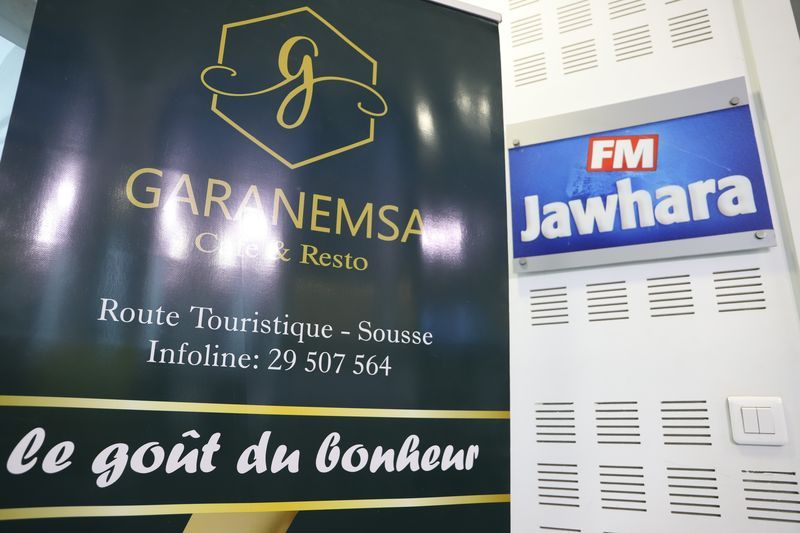 g
GARANEMSA
Café & Resto
Route Touristique - Sousse
Infoline: 29 507 564
le goût du bonheur
FM
Jawhara